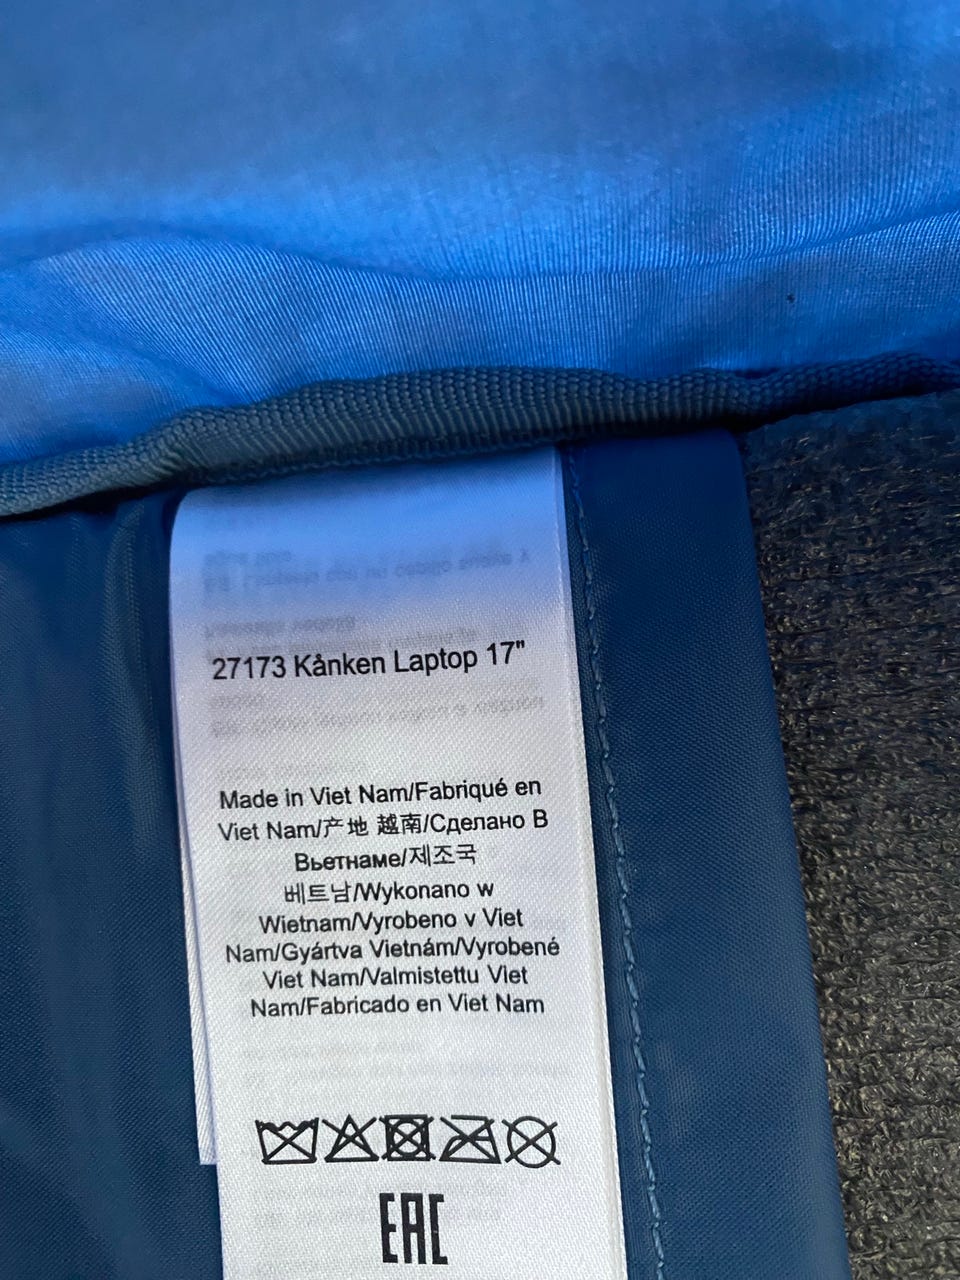 27173 Kånken Laptop 17"
Made in Viet Nam/Fabriqué en
Viet Nam/产地 越南/Сделано В
Вьетнаме/제조국
베트남/Wykonano w
Wietnam/Vyrobeno v Viet
Nam/Gyártva Vietnám/Vyrobené
Viet Nam/Valmistettu Viet
Nam/Fabricado en Viet Nam
EAC